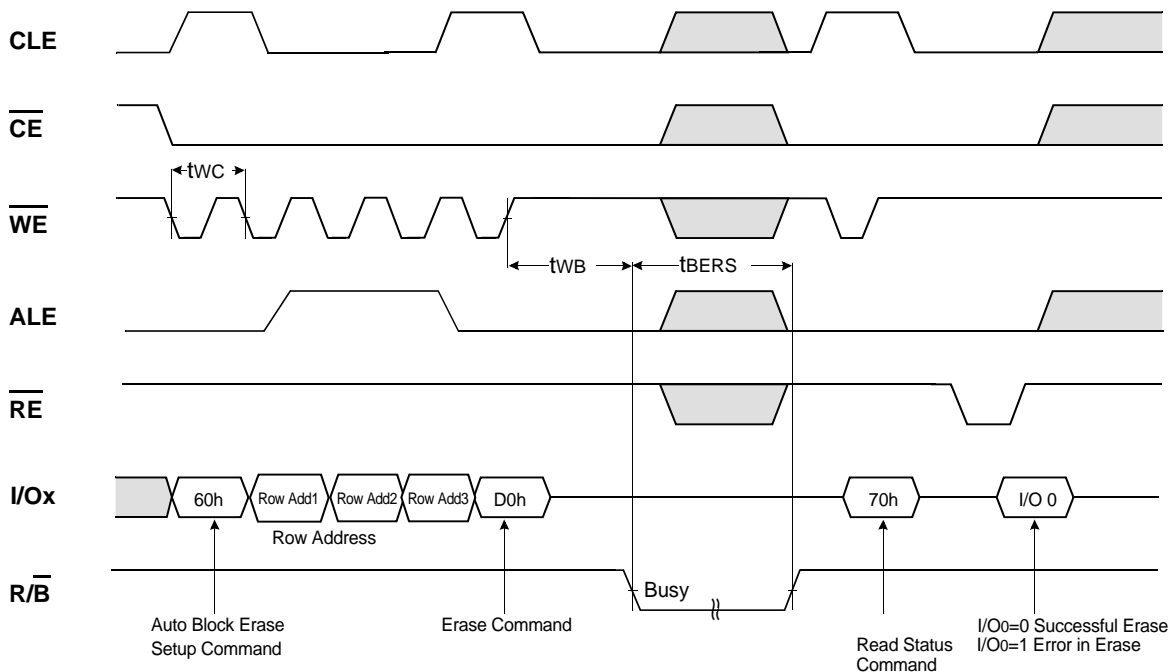 CLE
CE
tWC
WE
tWB
tBERS
ALE
RE
I/Ox
60h
Row Add1
Row Add2
Row Add3
D0h
70h
I/O 0
Row Address
R/B
Busy
Auto Block Erase
Setup Command
Erase Command
Read Status
Command
I/O0=0 Successful Erase
I/O0=1 Error in Erase